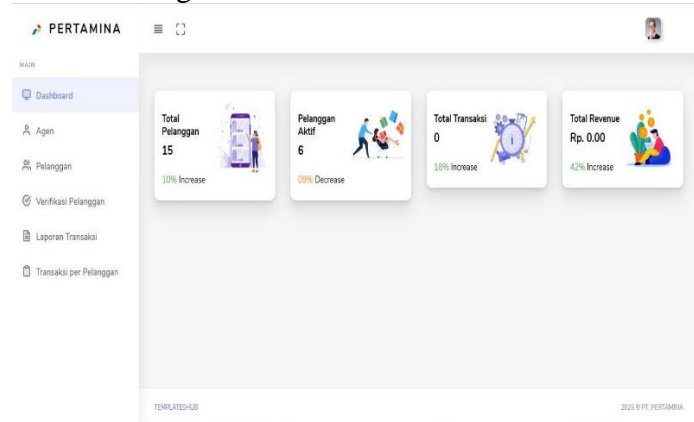 PERTAMINA
MAIN
Dashboard
Agen
Pelanggan
Verifikasi Pelanggan
Laporan Transaksi
Transaksi per Pelanggan
Total
Pelanggan
15
10% Increase
Pelanggan
Aktif
6
09% Decrease
Total Transaksi
0
16% Increase
Total Revenue
Rp. 0.00
42% Increase
TEMPLATESHUB
2025 © PT. PERTAMINA